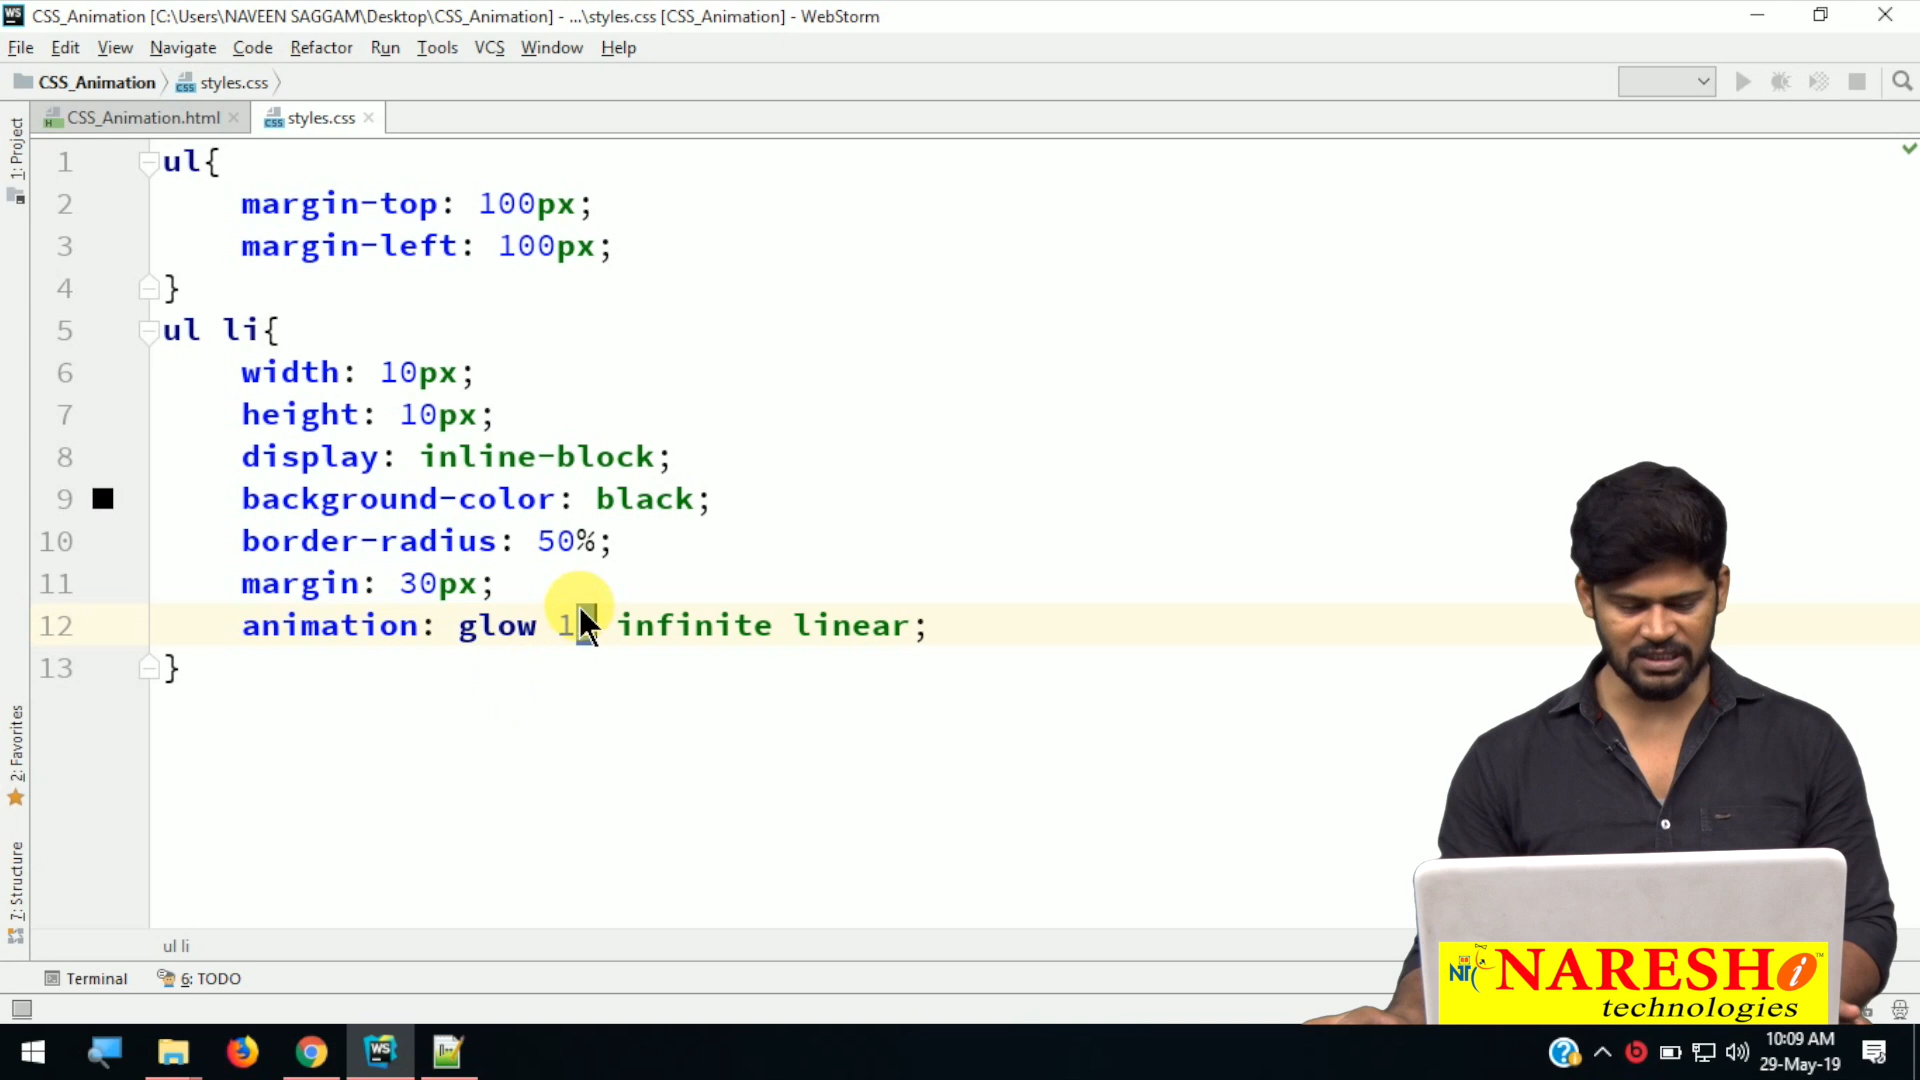 WS CSS_Animation [C:\Users\NAVEEN SAGGAM\Desktop\CSS_Animation] - ...\styles.css [CSS_Animation] - WebStorm
File Edit View Navigate Code Refactor Run Tools VCS Window Help
CSS_Animation styles.css
CSS_Animation.html styles.css
1: Project
1 ul{
2 margin-top: 100px;
3 margin-left: 100px;
4 }
5 ul li{
6 width: 10px;
7 height: 10px;
8 display: inline-block;
9 background-color: black;
10 border-radius: 50%;
11 margin: 30px;
12 animation: glow 1 infinite linear;
13 }
2: Favorites
7: Structure
ul li
Terminal 6: TODO
NARESH i
technologies
WS
10:09 AM
29-May-19